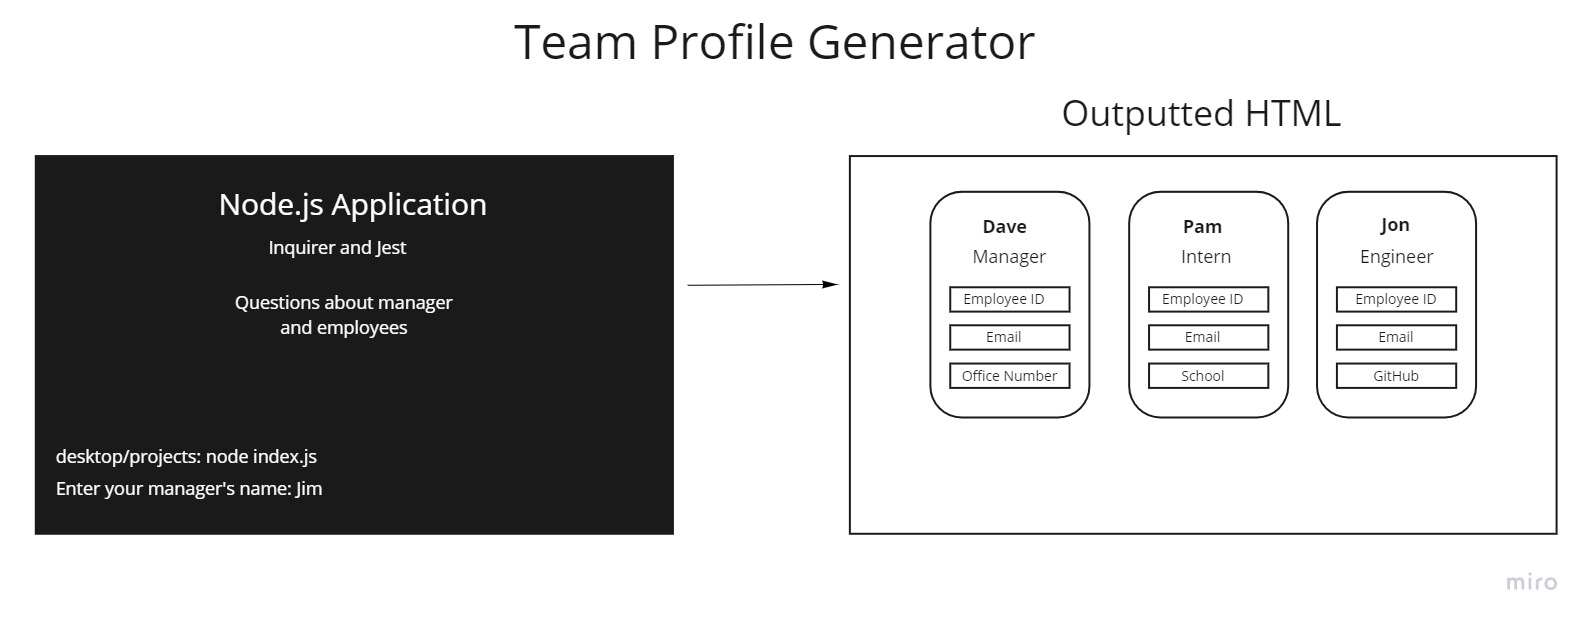 Team Profile Generator
Outputted HTML
Node.js Application
Inquirer and Jest
Questions about manager
and employees
desktop/projects: node index.js
Enter your manager's name: Jim
Dave
Manager
Employee ID
Email
Office Number
Pam
Intern
Employee ID
Email
School
Jon
Engineer
Employee ID
Email
GitHub
miro